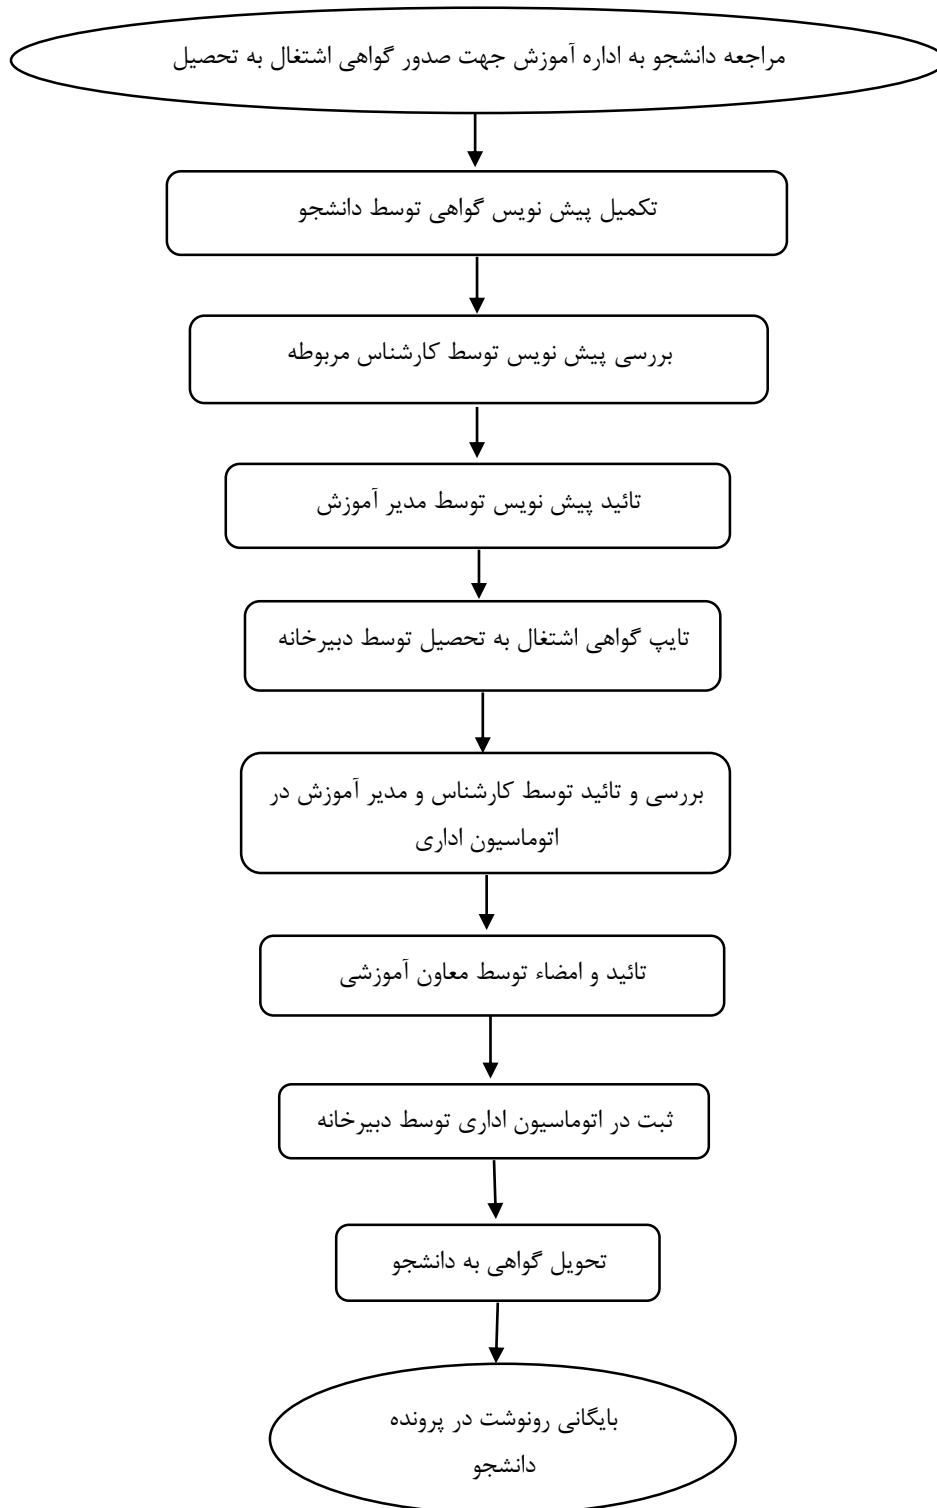 مراجعه دانشجو به اداره آموزش جهت صدور گواهی اشتغال به تحصیل
تکمیل پیش نویس گواهی توسط دانشجو
بررسی پیش نویس توسط کارشناس مربوطه
تائید پیش نویس توسط مدیر آموزش
تایپ گواهی اشتغال به تحصیل توسط دبیرخانه
بررسی و تائید توسط کارشناس و مدیر آموزش در
اتوماسیون اداری
تائید و امضاء توسط معاون آموزشی
ثبت در اتوماسیون اداری توسط دبیرخانه
تحویل گواهی به دانشجو
بایگانی رونوشت در پرونده
دانشجو